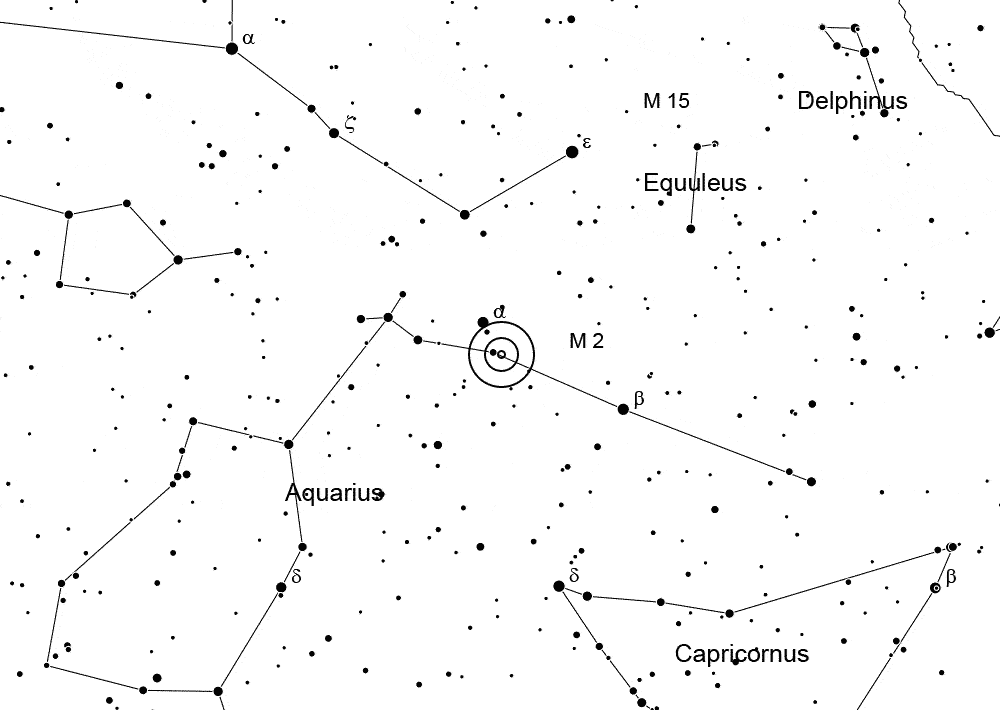 α
M 15
Delphinus
ζ
ε
Equuleus
α
M 2
β
Aquarius
δ
δ
β
Capricornus